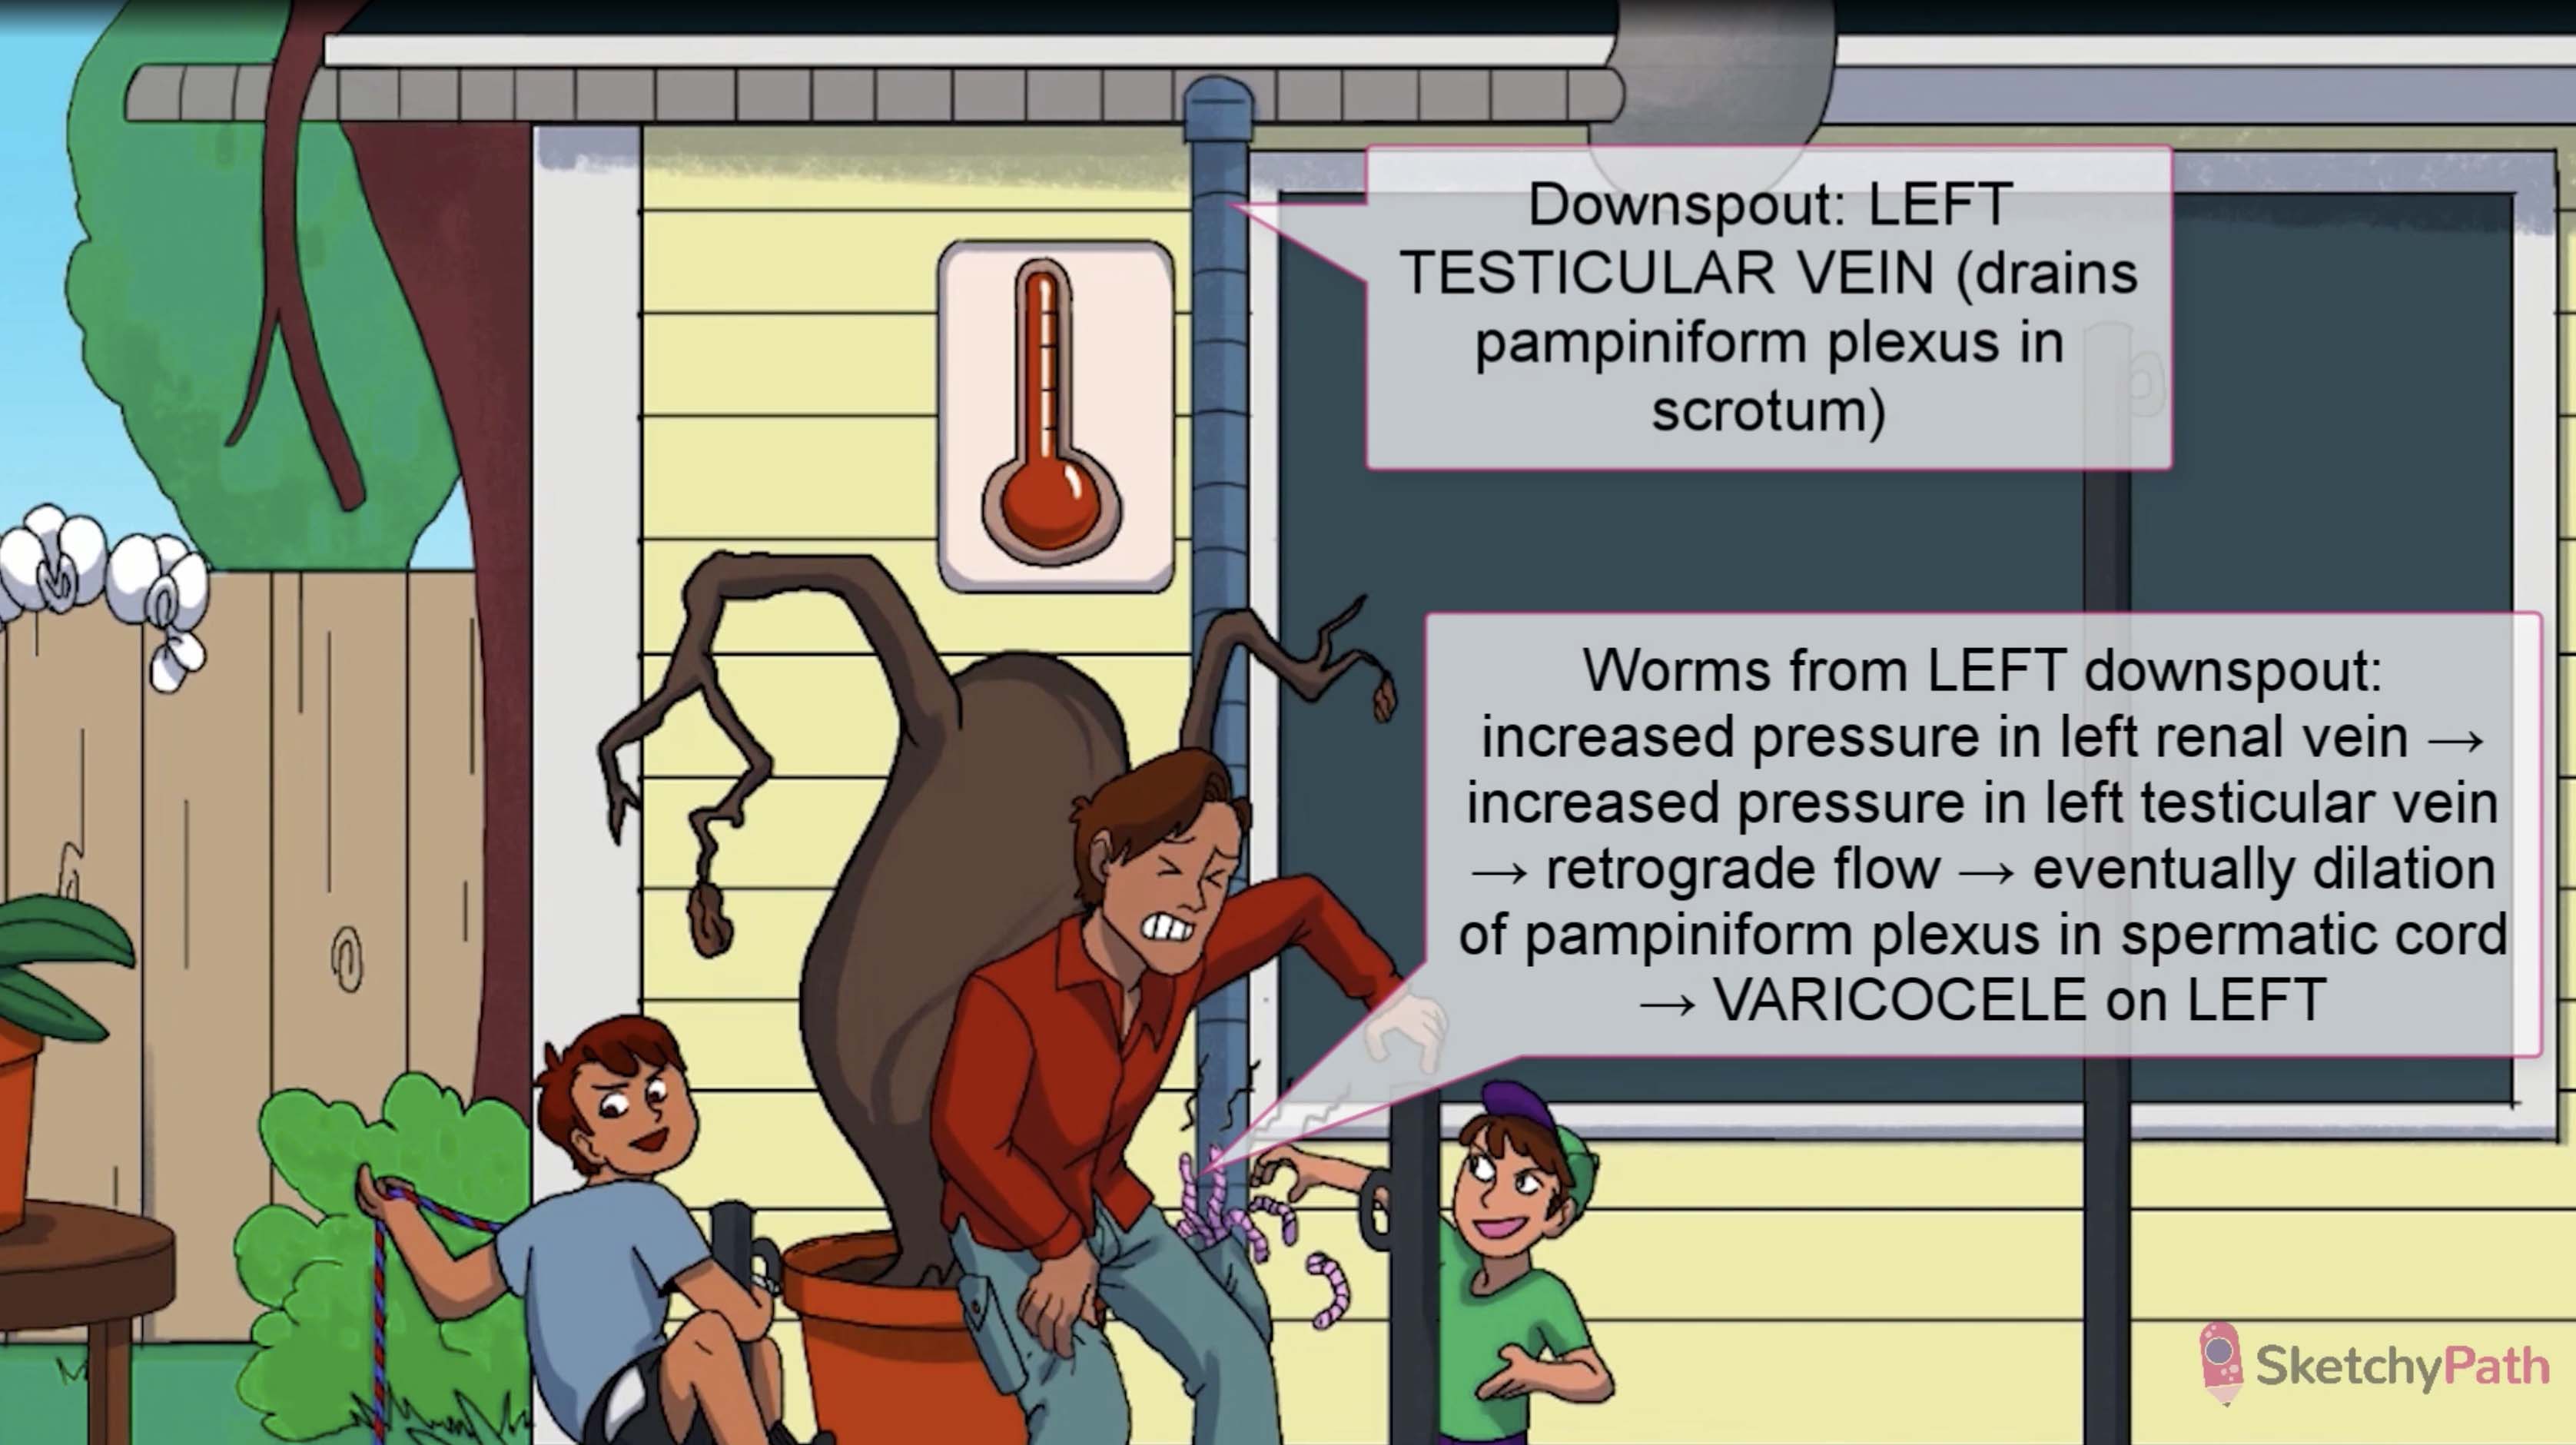 Downspout: LEFT
TESTICULAR VEIN (drains
pampiniform plexus in
scrotum)
Worms from LEFT downspout:
increased pressure in left renal vein →
increased pressure in left testicular vein
→ retrograde flow → eventually dilation
of pampiniform plexus in spermatic cord
→ VARICOCELE on LEFT
SketchyPath